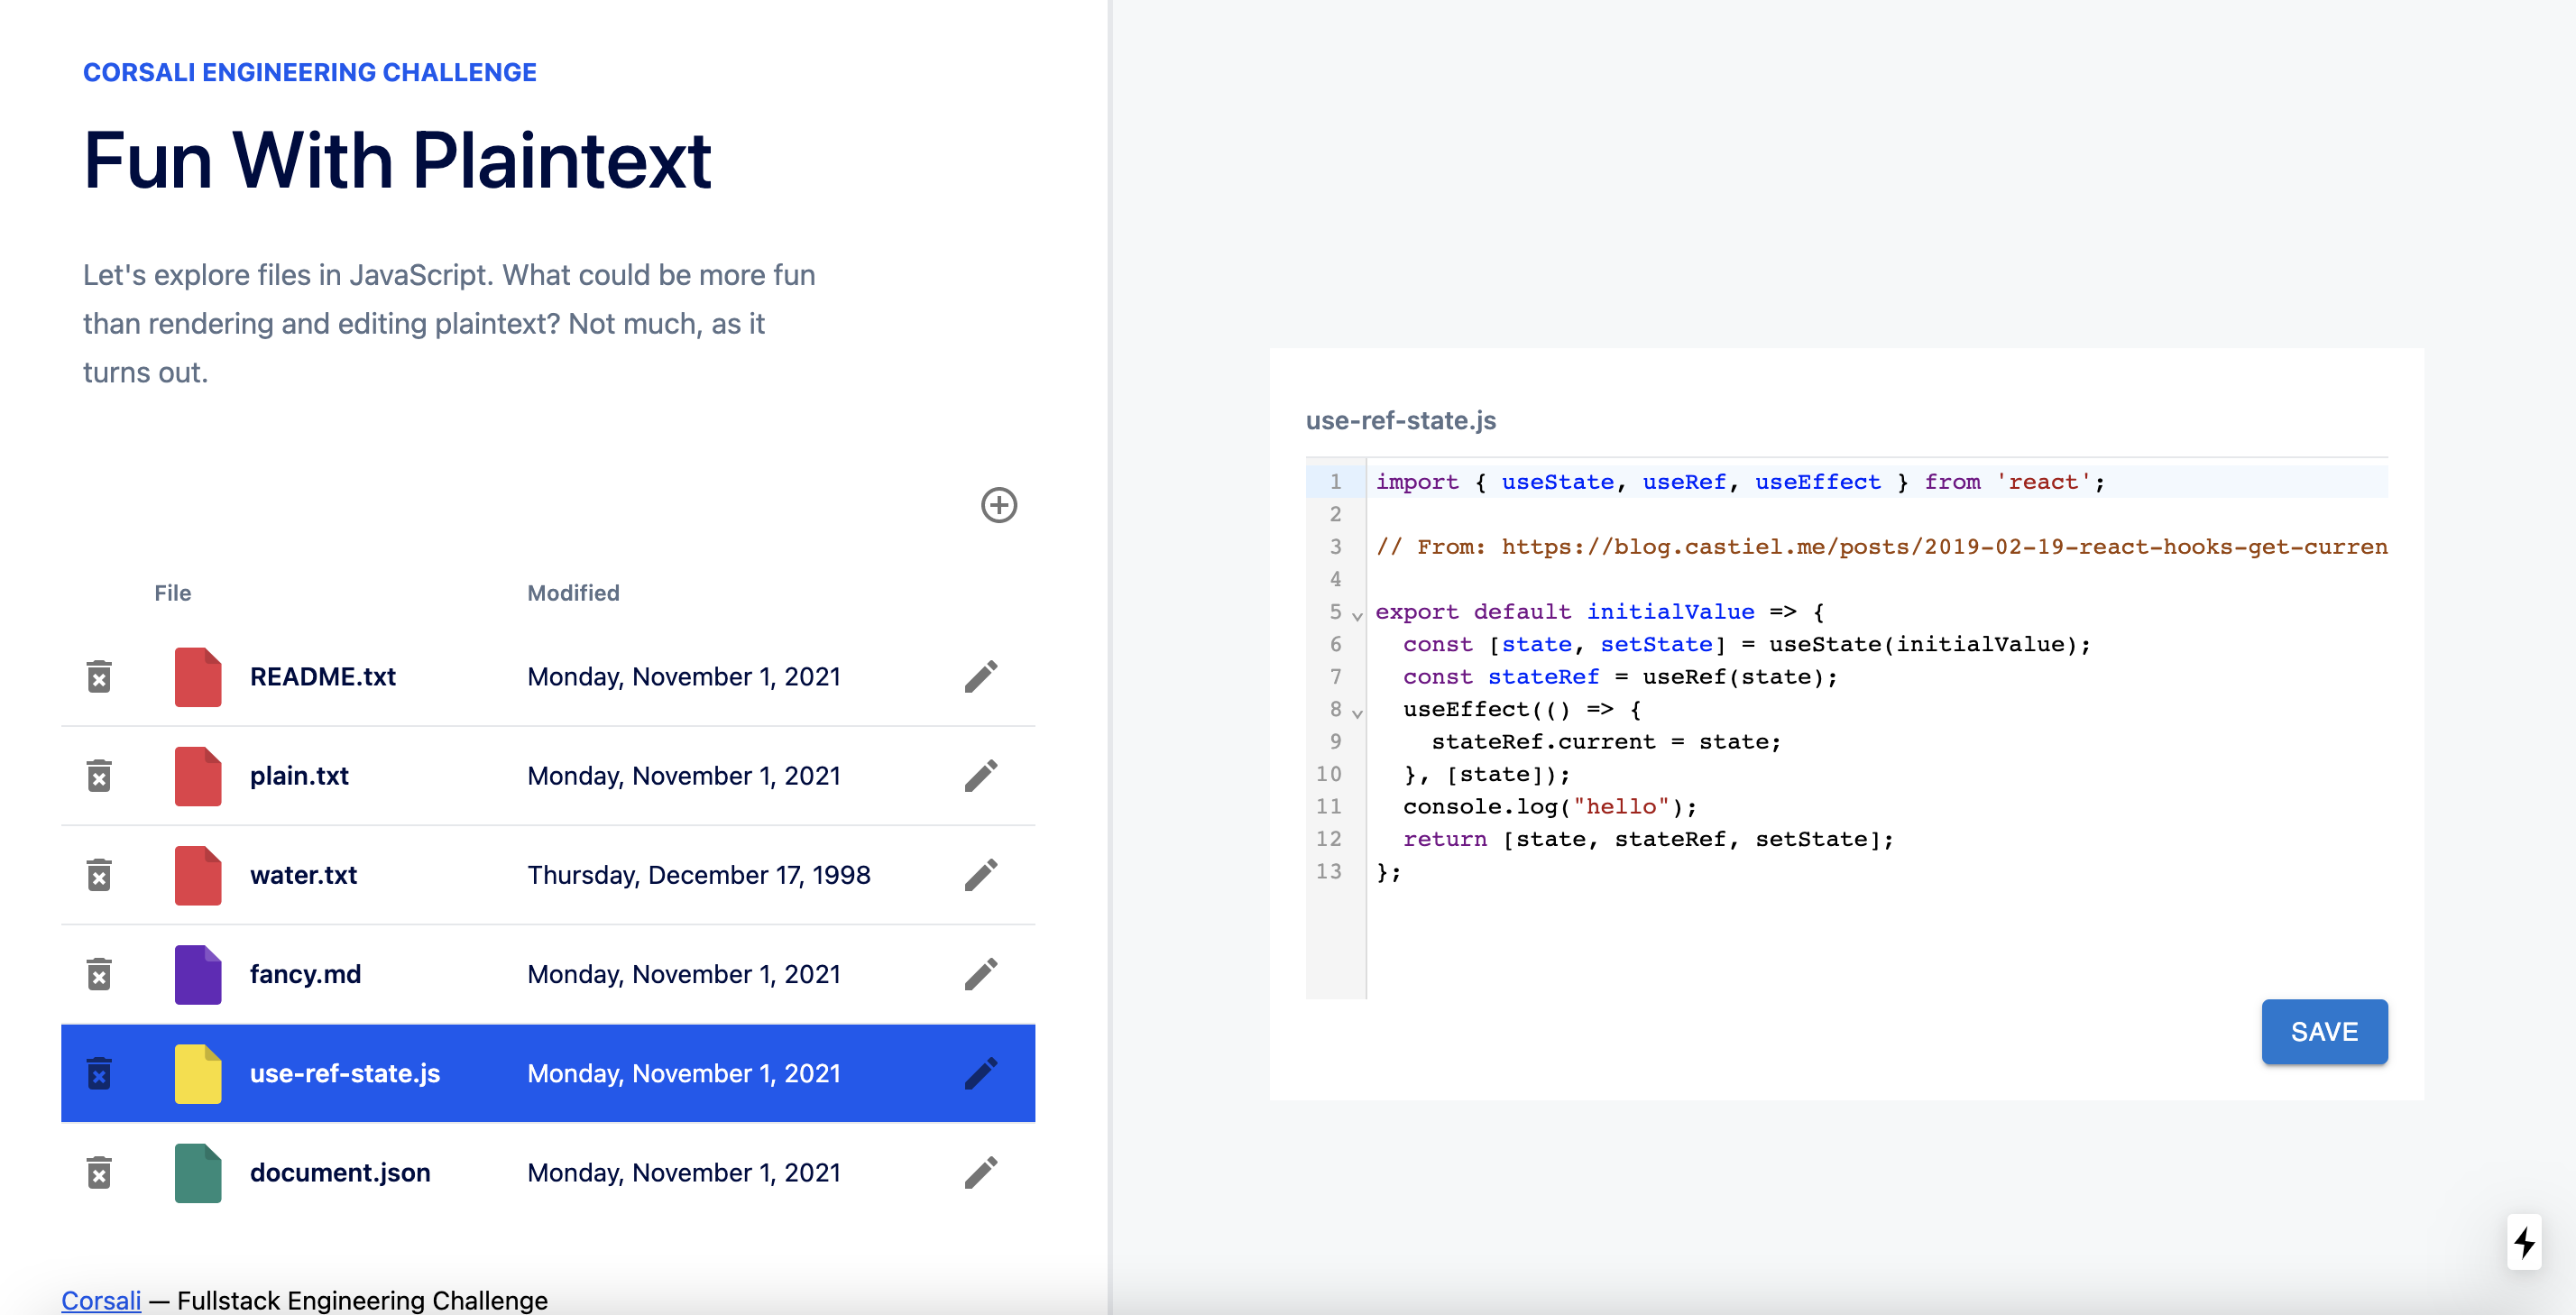 CORSALI ENGINEERING CHALLENGE
Fun With Plaintext
Let's explore files in JavaScript. What could be more fun
than rendering and editing plaintext? Not much, as it
turns out.
File Modified
README.txt Monday, November 1, 2021
plain.txt Monday, November 1, 2021
water.txt Thursday, December 17, 1998
fancy.md Monday, November 1, 2021
use-ref-state.js Monday, November 1, 2021
document.json Monday, November 1, 2021
Corsali — Fullstack Engineering Challenge
use-ref-state.js
1 import { useState, useRef, useEffect } from 'react';
2
3 // From: https://blog.castiel.me/posts/2019-02-19-react-hooks-get-curren
4
5 export default initialValue => {
6   const [state, setState] = useState(initialValue);
7   const stateRef = useRef(state);
8   useEffect(() => {
9     stateRef.current = state;
10   }, [state]);
11   console.log("hello");
12   return [state, stateRef, setState];
13 };
SAVE